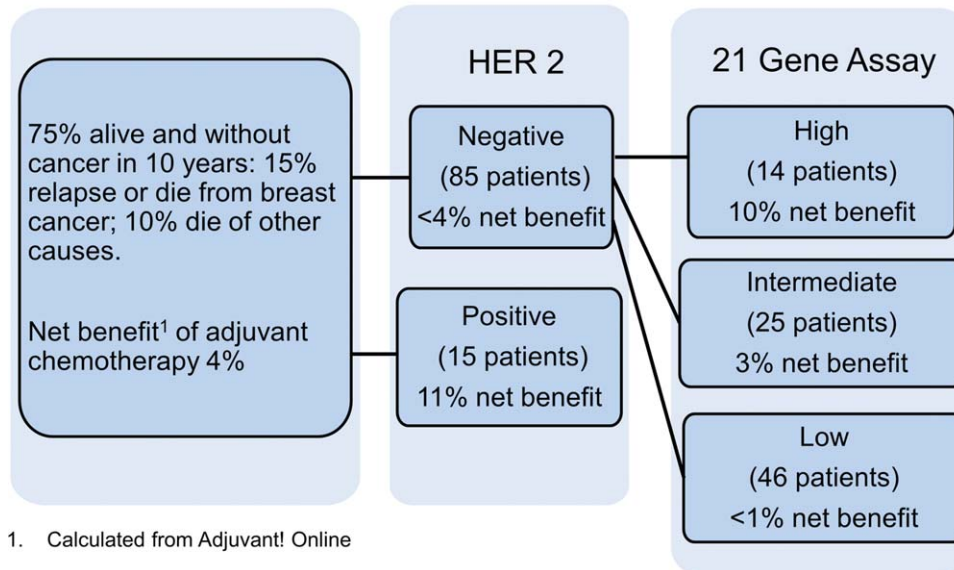 75% alive and without
cancer in 10 years: 15%
relapse or die from breast
cancer; 10% die of other
causes.
Net benefit¹ of adjuvant
chemotherapy 4%
HER 2
Negative
(85 patients)
<4% net benefit
Positive
(15 patients)
11% net benefit
21 Gene Assay
High
(14 patients)
10% net benefit
Intermediate
(25 patients)
3% net benefit
Low
(46 patients)
<1% net benefit
1. Calculated from Adjuvant! Online